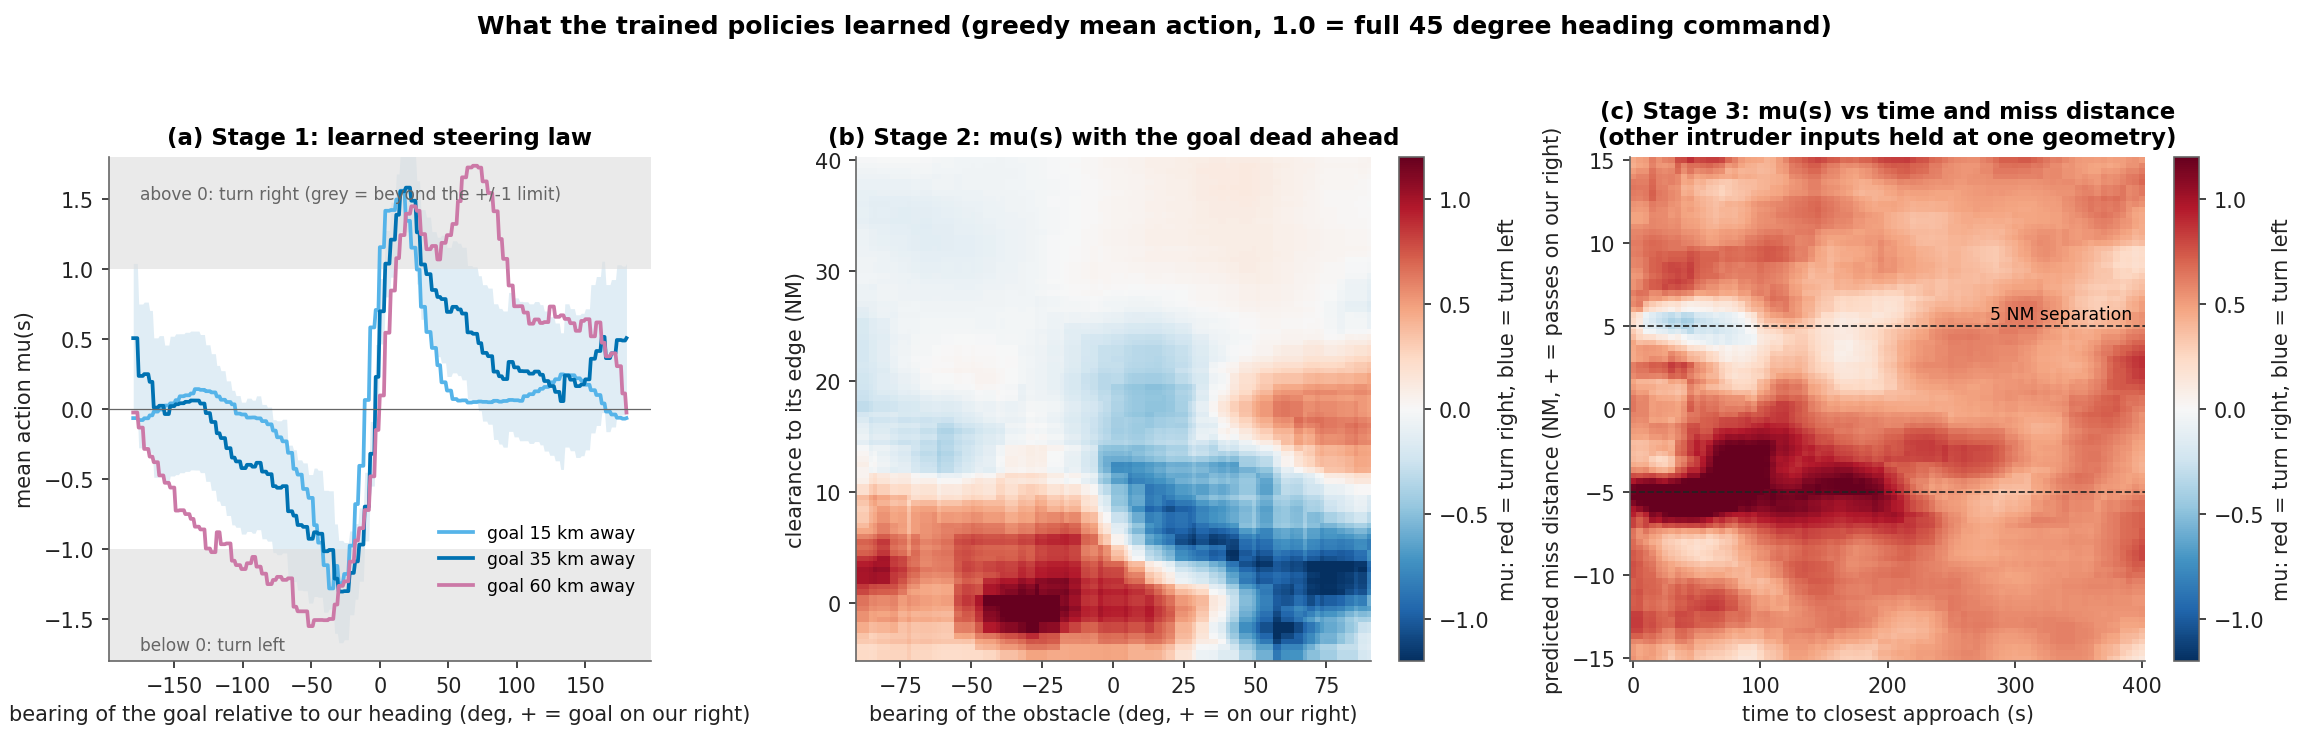 What the trained policies learned (greedy mean action, 1.0 = full 45 degree heading command)
(a) Stage 1: learned steering law
above 0: turn right (grey = beyond the +/-1 limit)
below 0: turn left
goal 15 km away
goal 35 km away
goal 60 km away
mean action mu(s)
1.5
1.0
0.5
0.0
−0.5
−1.0
−1.5
−150 −100 −50 0 50 100 150
bearing of the goal relative to our heading (deg, + = goal on our right)
(b) Stage 2: mu(s) with the goal dead ahead
clearance to its edge (NM)
40
30
20
10
0
−75 −50 −25 0 25 50 75
bearing of the obstacle (deg, + = on our right)
1.0
0.5
0.0
−0.5
−1.0
mu: red = turn right, blue = turn left
(c) Stage 3: mu(s) vs time and miss distance
(other intruder inputs held at one geometry)
predicted miss distance (NM, + = passes on our right)
15
10
5
0
−5
−10
−15
5 NM separation
0 100 200 300 400
time to closest approach (s)
1.0
0.5
0.0
−0.5
−1.0
mu: red = turn right, blue = turn left